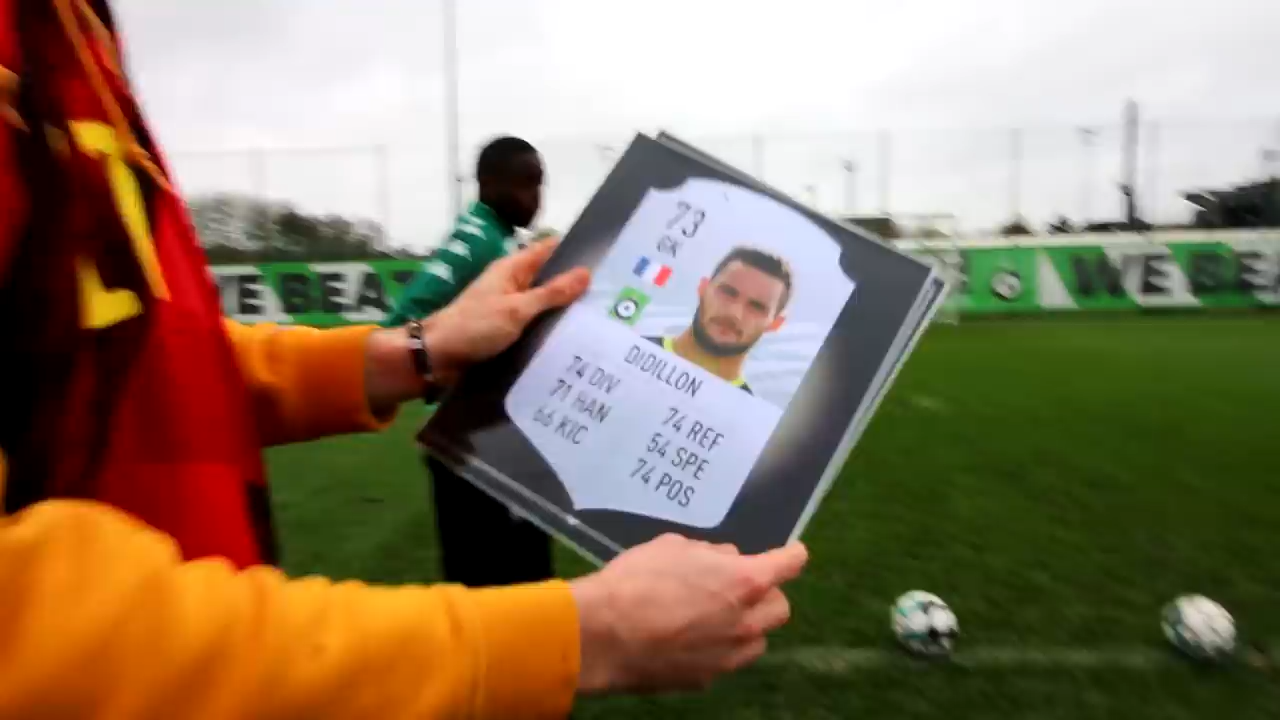 73
GK
DIDILLON
74 DIV
71 HAN
66 KIC
74 REF
54 SPE
74 POS
WE BEA
WE BEA